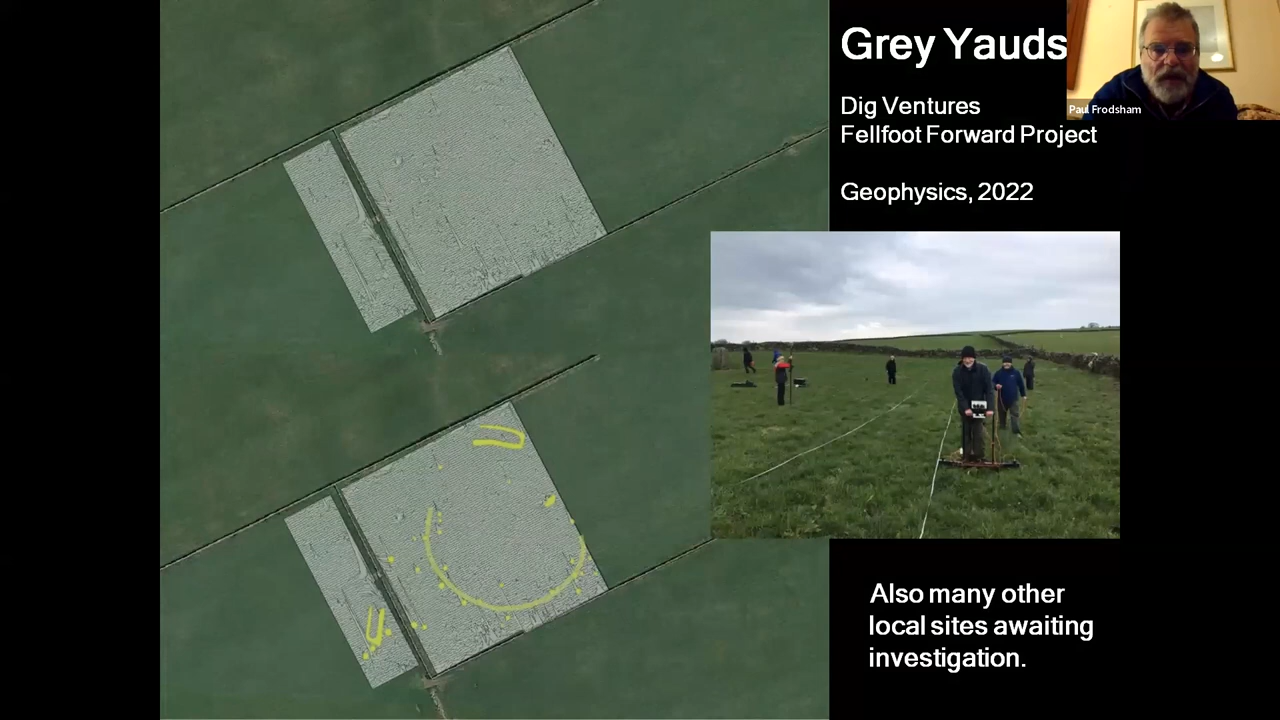 Grey Yauds
Paul Frodsham
Dig Ventures
Fellfoot Forward Project
Geophysics, 2022
Also many other
local sites awaiting
investigation.